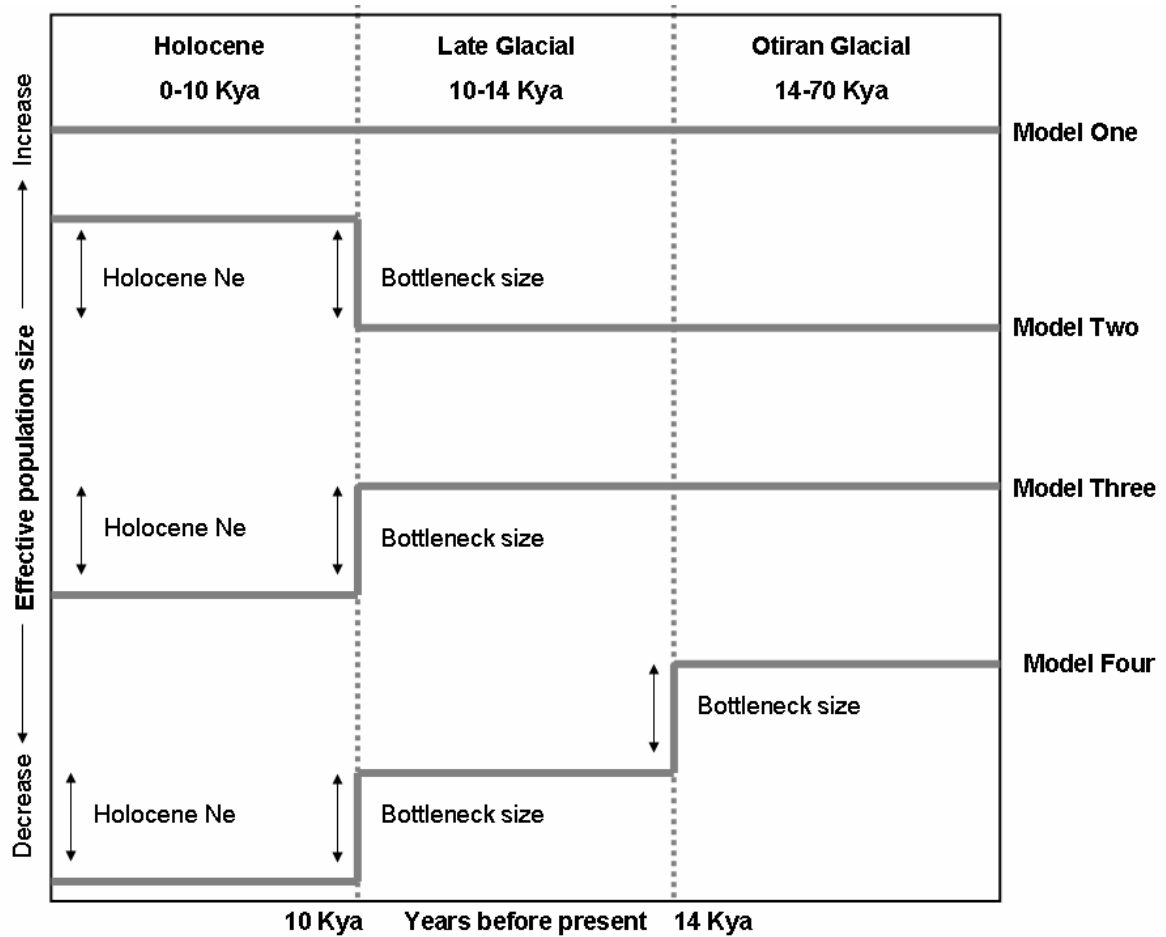 Holocene
0-10 Kya
Late Glacial
10-14 Kya
Otiran Glacial
14-70 Kya
Increase
Effective population size
Decrease
Model One
Holocene Ne
Bottleneck size
Model Two
Holocene Ne
Bottleneck size
Model Three
Bottleneck size
Model Four
Holocene Ne
Bottleneck size
10 Kya
Years before present
14 Kya